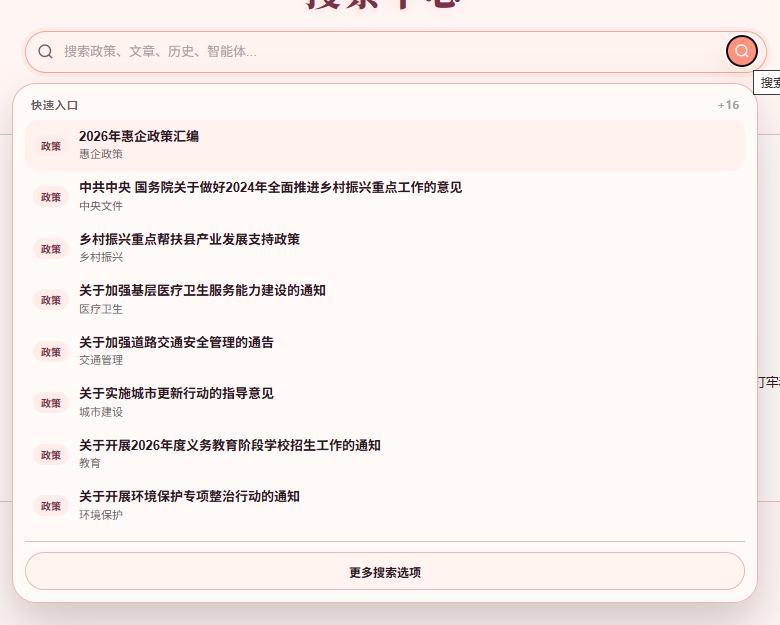 搜索中心
搜索政策、文章、历史、智能体...
搜索
快速入口
+16
政策
2026年惠企政策汇编
惠企政策
政策
中共中央 国务院关于做好2024年全面推进乡村振兴重点工作的意见
中央文件
政策
乡村振兴重点帮扶县产业发展支持政策
乡村振兴
政策
关于加强基层医疗卫生服务能力建设的通知
医疗卫生
政策
关于加强道路交通安全管理的通告
交通管理
政策
关于实施城市更新行动的指导意见
城市建设
政策
关于开展2026年度义务教育阶段学校招生工作的通知
教育
政策
关于开展环境保护专项整治行动的通知
环境保护
更多搜索选项